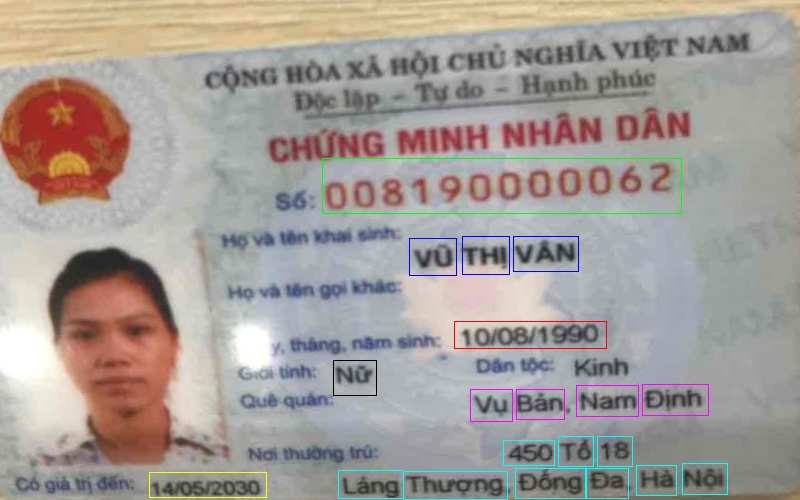 CỘNG HÒA XÃ HỘI CHỦ NGHĨA VIỆT NAM
Độc lập - Tự do - Hạnh phúc
CHỨNG MINH NHÂN DÂN
Số: 008190000062
Họ và tên khai sinh:
VŨ THỊ VÂN
Họ và tên gọi khác:
y, tháng, năm sinh: 10/08/1990
Giới tính: Nữ Dân tộc: Kinh
Quê quán: Vụ Bản, Nam Định
Nơi thường trú: 450 Tổ 18
Có giá trị đến: 14/05/2030 Láng Thượng, Đống Đa, Hà Nội